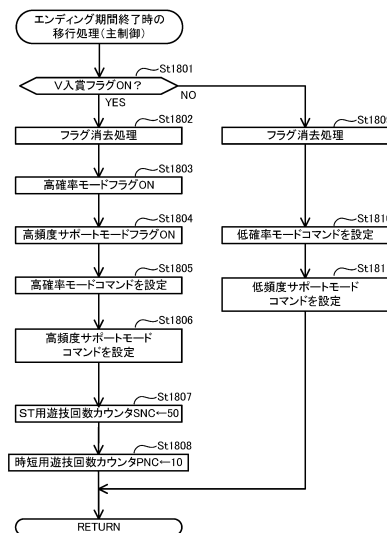 エンディング期間終了時の
移行処理(主制御)
St1801
V入賞フラグON?
YES
NO
St1802
フラグ消去処理
St1803
高確率モードフラグON
St1804
高頻度サポートモードフラグON
St1805
高確率モードコマンドを設定
St1806
高頻度サポートモード
コマンドを設定
St1807
ST用遊技回数カウンタSNC←50
St1808
時短用遊技回数カウンタPNC←10
St1809
フラグ消去処理
St1810
低確率モードコマンドを設定
St181
低頻度サポートモード
コマンドを設定
RETURN